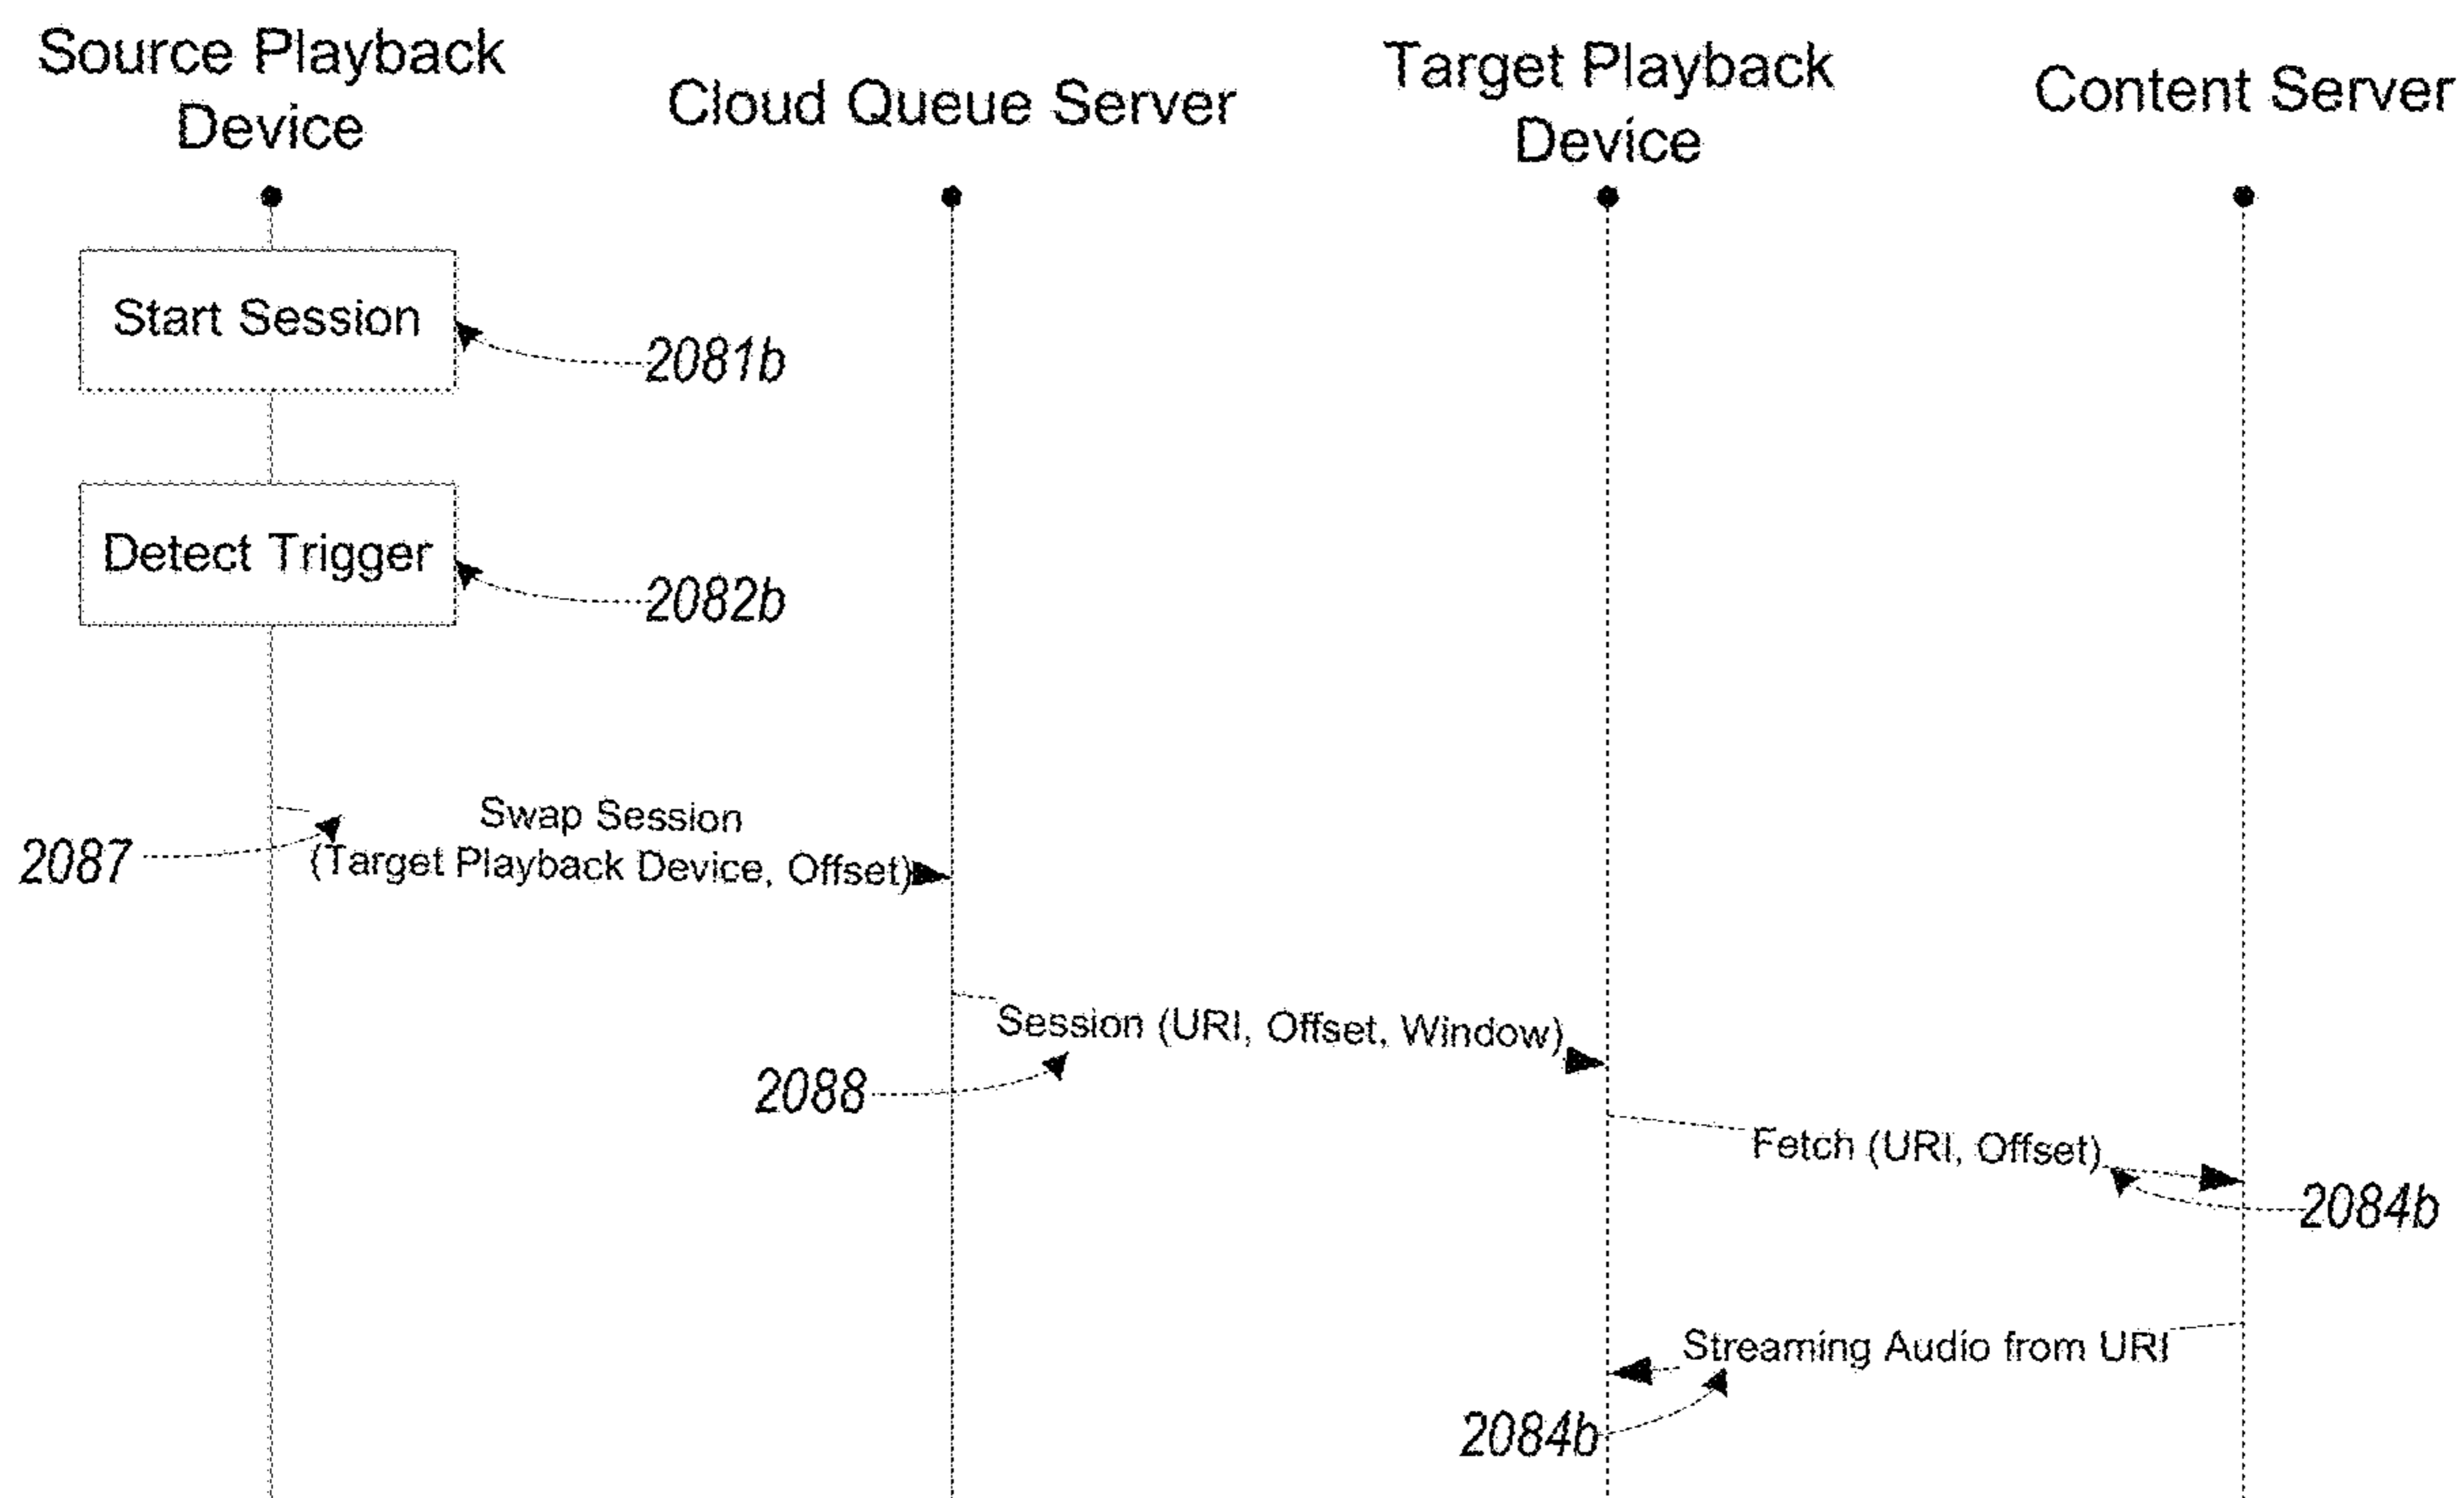 Source Playback
Device
Cloud Queue Server
Target Playback
Device
Content Server
Start Session
2081b
Detect Trigger
2082b
Swap Session
(Target Playback Device, Offset)
2087
Session (URI, Offset, Window)
2088
Fetch (URI, Offset)
2084b
Streaming Audio from URI
2084b